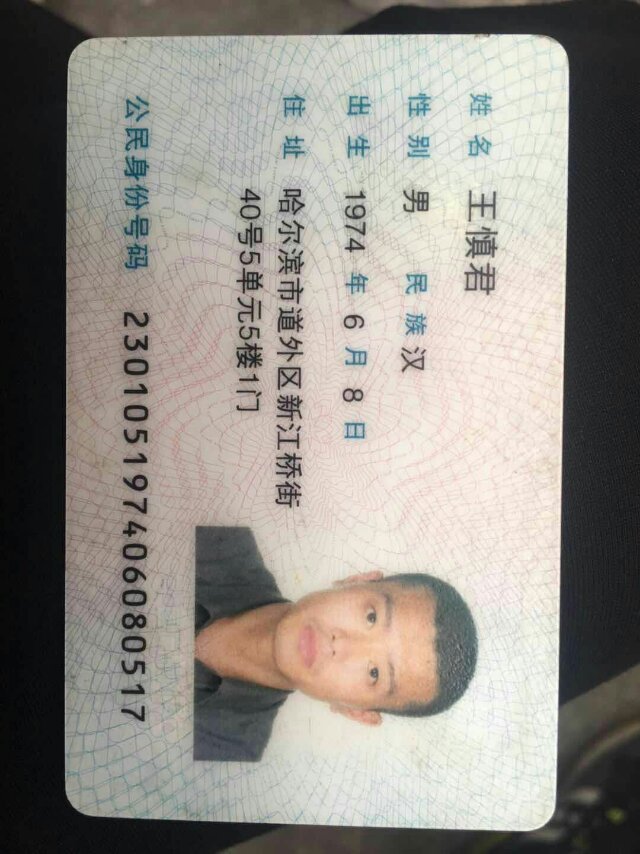 姓名 王慎君
性别 男 民族 汉
出生 1974 年 6 月 8 日
住址 哈尔滨市道外区新江桥街
40号5单元5楼1门
公民身份号码 230105197406080517